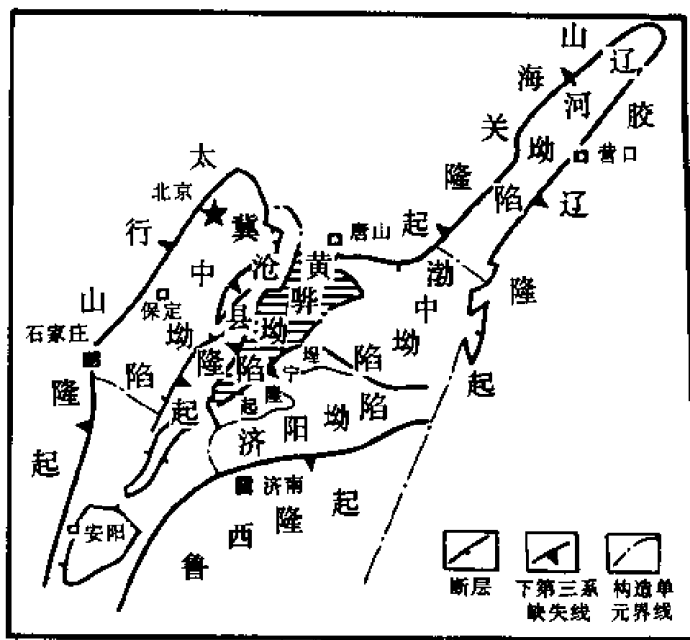 太行山隆起
北京
冀中坳陷
保定
石家庄
安阳
沧县隆起
黄骅坳陷
唐山
山海关隆起
辽河坳陷
营口
胶辽隆起
渤中坳陷
埕宁隆起
济阳坳陷
济南
鲁西隆起
断层
下第三系
缺失线
构造单
元界线